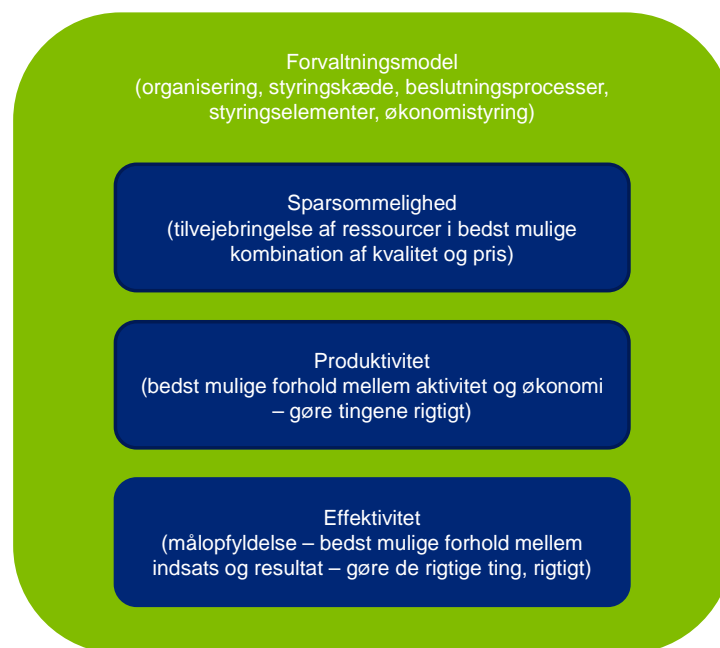 Forvaltningsmodel
(organisering, styringskæde, beslutningsprocesser,
styringselementer, økonomistyring)
Sparsommelighed
(tilvejebringelse af ressourcer i bedst mulige
kombination af kvalitet og pris)
Produktivitet
(bedst mulige forhold mellem aktivitet og økonomi
– gøre tingene rigtigt)
Effektivitet
(målopfyldelse – bedst mulige forhold mellem
indsats og resultat – gøre de rigtige ting, rigtigt)